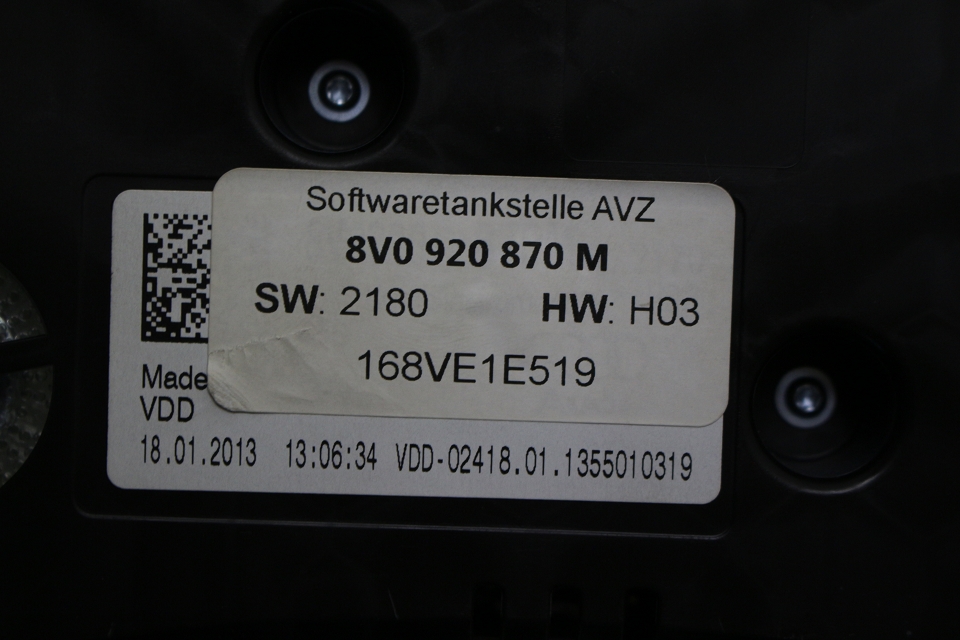 Softwaretankstelle AVZ
8V0 920 870 M
SW: 2180 HW: H03
168VE1E519
Made
VDD
18.01.2013 13:06:34 VDD-02418.01.1355010319